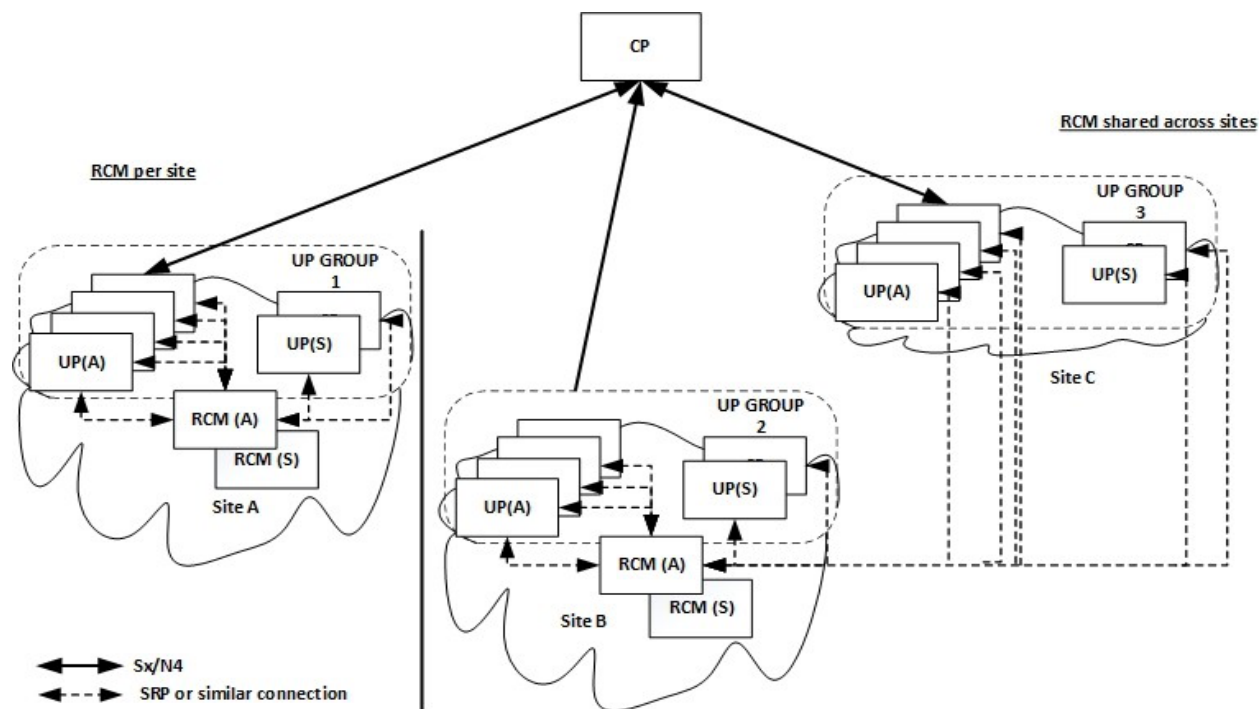 CP
RCM shared across sites
RCM per site
UP GROUP
3
UP(S)
UP(A)
Site C
UP GROUP
1
UP(S)
UP(A)
RCM (A)
RCM (S)
Site A
UP GROUP
2
UP(S)
UP(A)
RCM (A)
RCM (S)
Site B
Sx/N4
SRP or similar connection